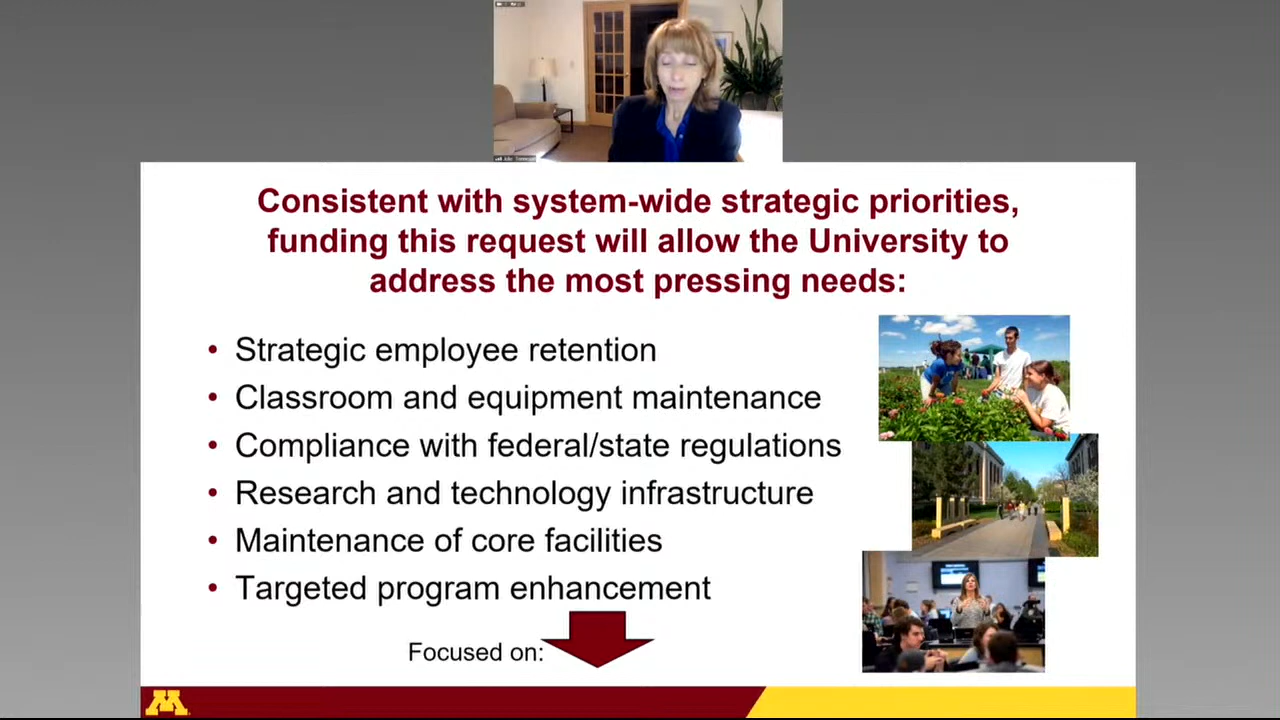 Consistent with system-wide strategic priorities,
funding this request will allow the University to
address the most pressing needs:
• Strategic employee retention
• Classroom and equipment maintenance
• Compliance with federal/state regulations
• Research and technology infrastructure
• Maintenance of core facilities
• Targeted program enhancement
Focused on:
M